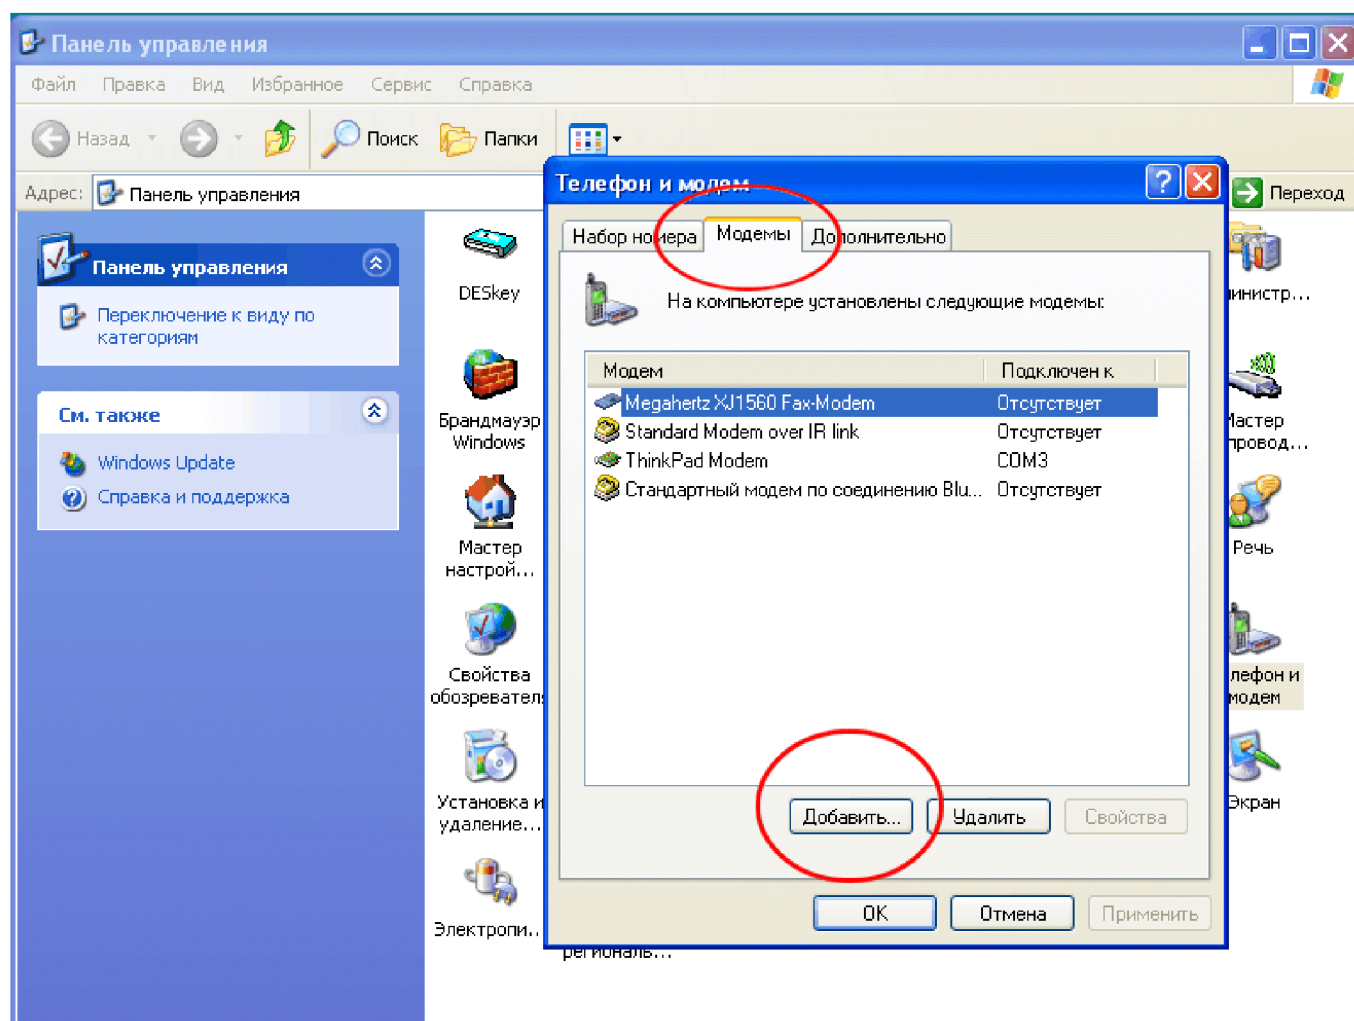 Панель управления
Файл Правка Вид Избранное Сервис Справка
Назад Поиск Папки
Адрес: Панель управления Переход
Панель управления
Переключение к виду по
категориям
См. также
Windows Update
Справка и поддержка
DESkey
Брандмауэр
Windows
Мастер
настрой...
Свойства
обозревател
Установка и
удаление...
Электропи..
региональ...
Телефон и модем
Набор номера Модемы Дополнительно
На компьютере установлены следующие модемы:
Модем Подключен к
Megahertz XJ1560 Fax-Modem Отсутствует
Standard Modem over IR link Отсутствует
ThinkPad Modem COM3
Стандартный модем по соединению Blu... Отсутствует
Добавить... Удалить Свойства
OK Отмена Применить
инистр...
Мастер
провод...
Речь
лефон и
модем
Экран